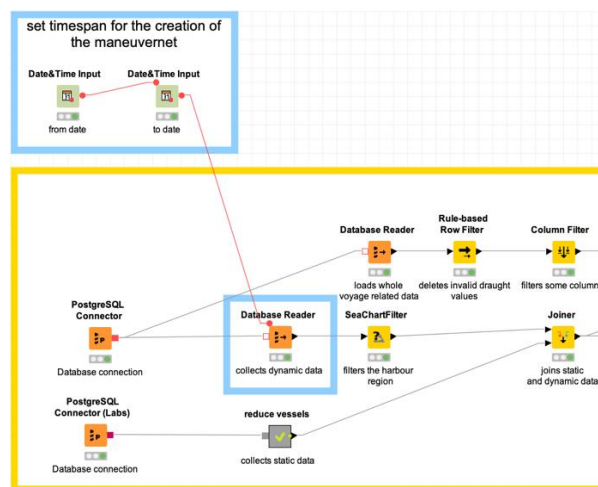 set timespan for the creation of
the maneuvernet
Date&Time Input
Date&Time Input
from date
to date
Database Reader
loads whole
voyage related data
Rule-based
Row Filter
deletes invalid draught
values
Column Filter
filters some column
PostgreSQL
Connector
Database connection
Database Reader
collects dynamic data
SeaChartFilter
filters the harbour
region
Joiner
joins static
and dynamic data
PostgreSQL
Connector (Labs)
Database connection
reduce vessels
collects static data